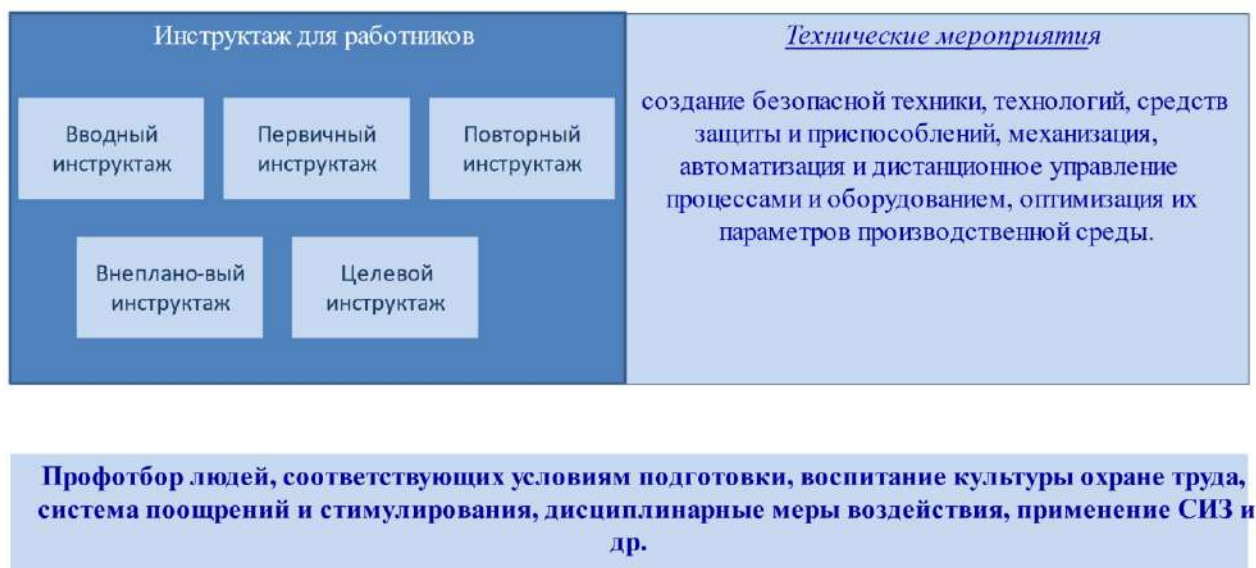 Инструктаж для работников
Вводный
инструктаж
Первичный
инструктаж
Повторный
инструктаж
Внеплано-вый
инструктаж
Целевой
инструктаж
Технические мероприятия
создание безопасной техники, технологий, средств
защиты и приспособлений, механизация,
автоматизация и дистанционное управление
процессами и оборудованием, оптимизация их
параметров производственной среды.
Профотбор людей, соответствующих условиям подготовки, воспитание культуры охране труда,
система поощрений и стимулирования, дисциплинарные меры воздействия, применение СИЗ и
др.